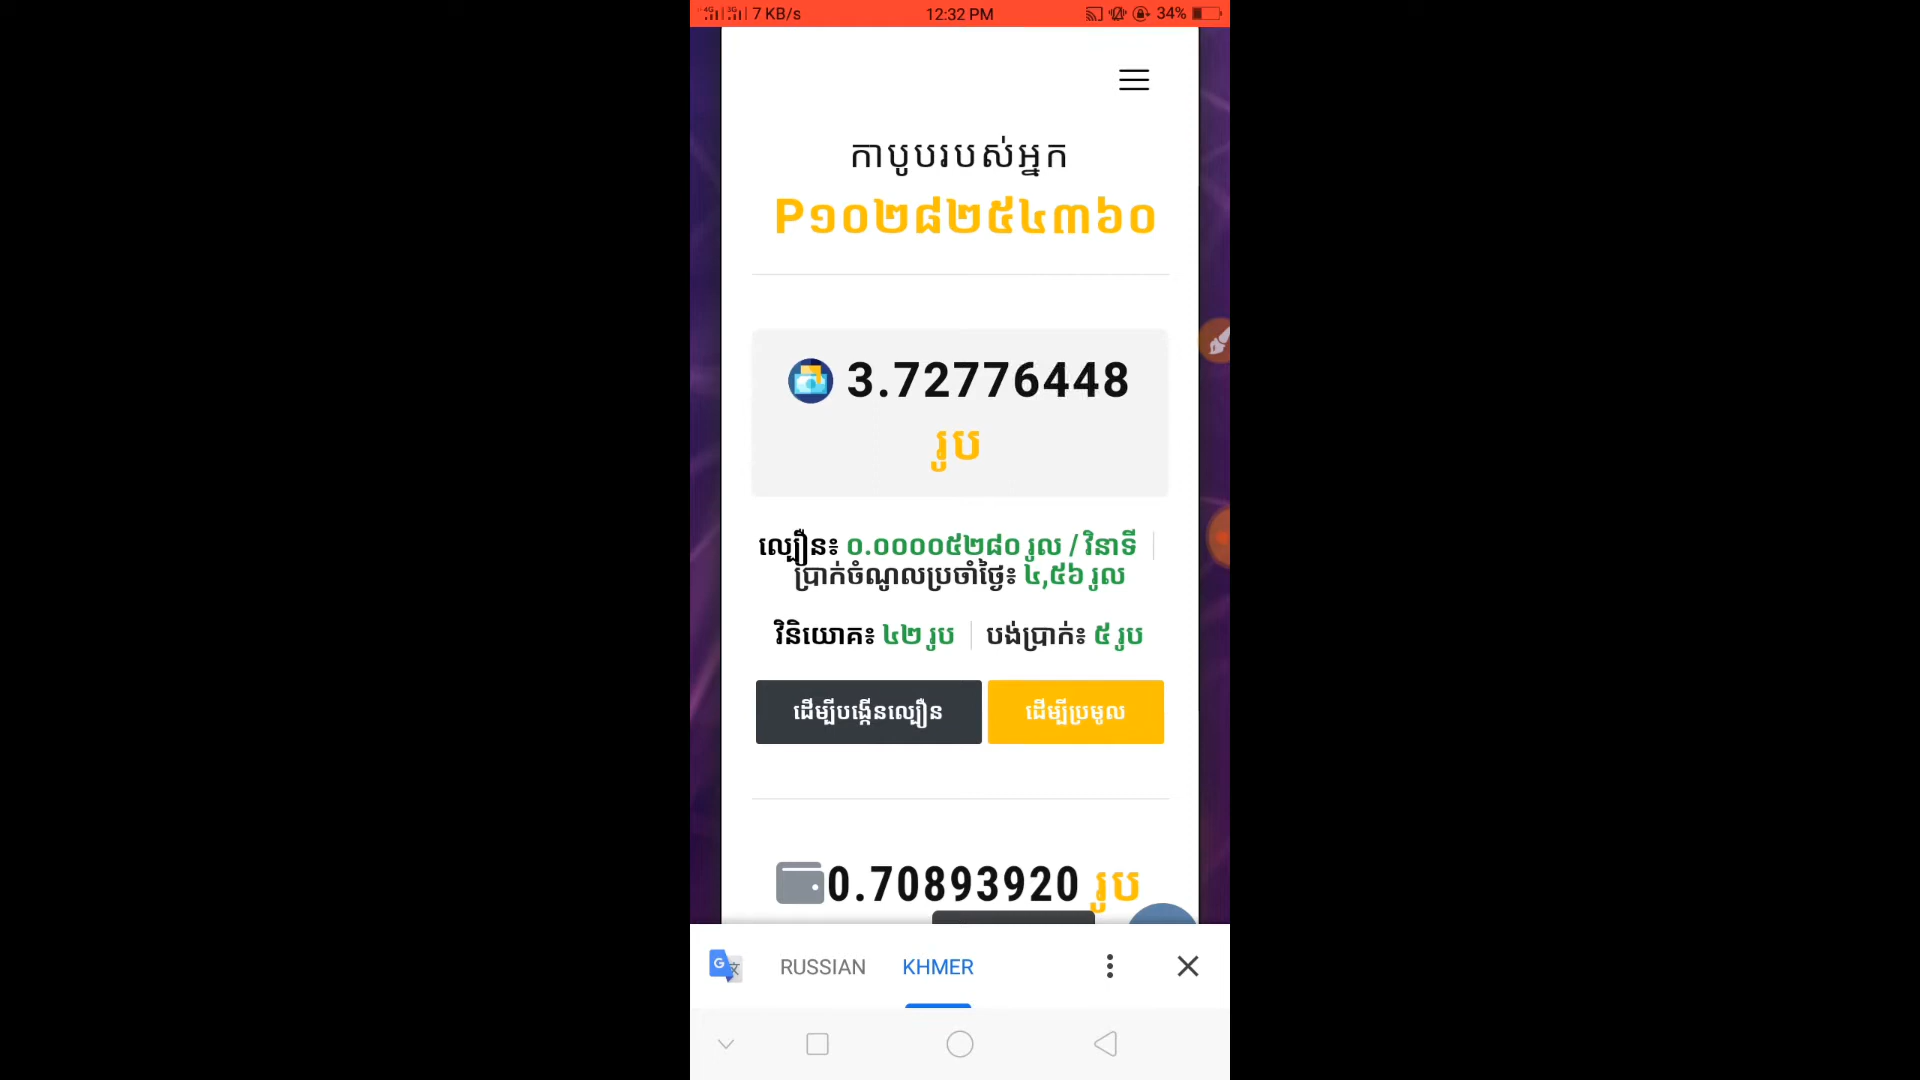 4G 3G 7 KB/s 12:32 PM 34%
កាបូបរបស់អ្នក
P១០២៨២៥៤៣៦០
3.72776448
រូប
ល្បឿន៖ ០.០០០០៥២៨០ រូល / វិនាទី
ប្រាក់ចំណូលប្រចាំថ្ងៃ៖ ៤,៥៦ រូល
វិនិយោគ៖ ៤២ រូប បង់ប្រាក់៖ ៥ រូប
ដើម្បីបង្កើនល្បឿន ដើម្បីប្រមូល
0.70893920 រូប
RUSSIAN KHMER